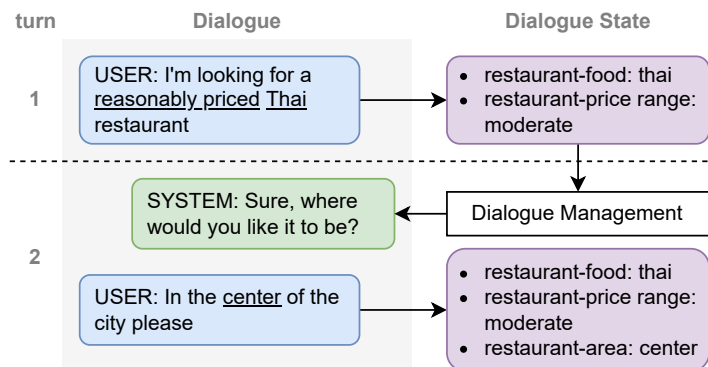 turn
Dialogue
Dialogue State
1
USER: I'm looking for a
reasonably priced Thai
restaurant
• restaurant-food: thai
• restaurant-price range:
moderate
2
SYSTEM: Sure, where
would you like it to be?
Dialogue Management
USER: In the center of the
city please
• restaurant-food: thai
• restaurant-price range:
moderate
• restaurant-area: center